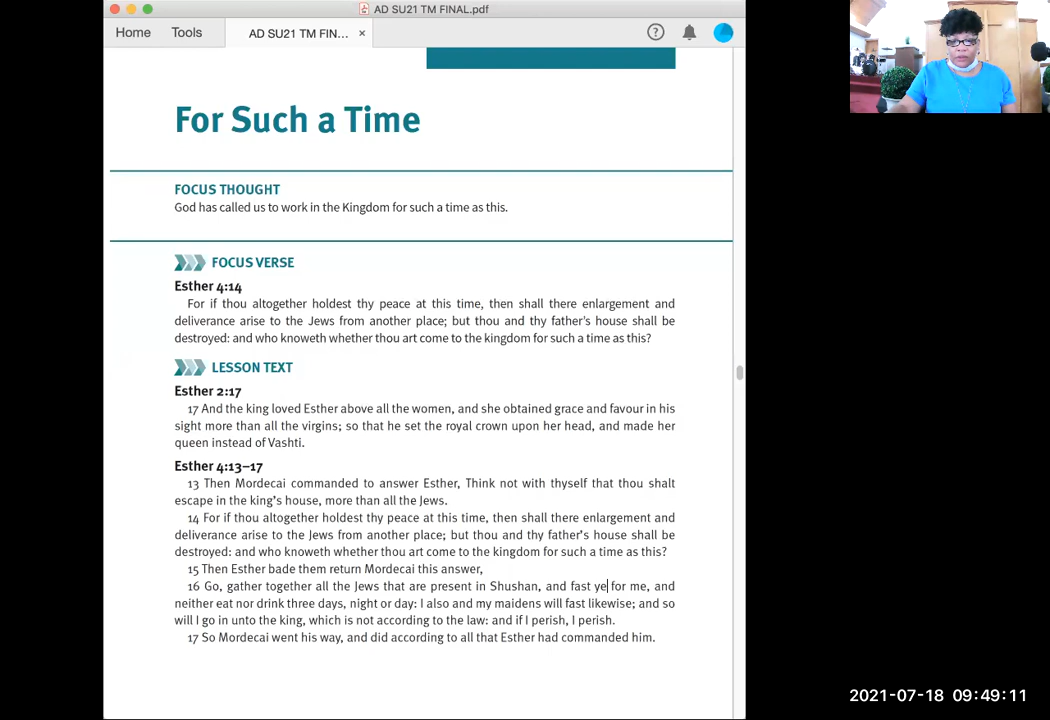 AD SU21 TM FINAL.pdf
Home Tools AD SU21 TM FIN... × ?
For Such a Time
FOCUS THOUGHT
God has called us to work in the Kingdom for such a time as this.
FOCUS VERSE
Esther 4:14
For if thou altogether holdest thy peace at this time, then shall there enlargement and
deliverance arise to the Jews from another place; but thou and thy father's house shall be
destroyed: and who knoweth whether thou art come to the kingdom for such a time as this?
LESSON TEXT
Esther 2:17
17 And the king loved Esther above all the women, and she obtained grace and favour in his
sight more than all the virgins; so that he set the royal crown upon her head, and made her
queen instead of Vashti.
Esther 4:13–17
13 Then Mordecai commanded to answer Esther, Think not with thyself that thou shalt
escape in the king's house, more than all the Jews.
14 For if thou altogether holdest thy peace at this time, then shall there enlargement and
deliverance arise to the Jews from another place; but thou and thy father's house shall be
destroyed: and who knoweth whether thou art come to the kingdom for such a time as this?
15 Then Esther bade them return Mordecai this answer,
16 Go, gather together all the Jews that are present in Shushan, and fast ye for me, and
neither eat nor drink three days, night or day: I also and my maidens will fast likewise; and so
will I go in unto the king, which is not according to the law: and if I perish, I perish.
17 So Mordecai went his way, and did according to all that Esther had commanded him.
2021-07-18 09:49:11